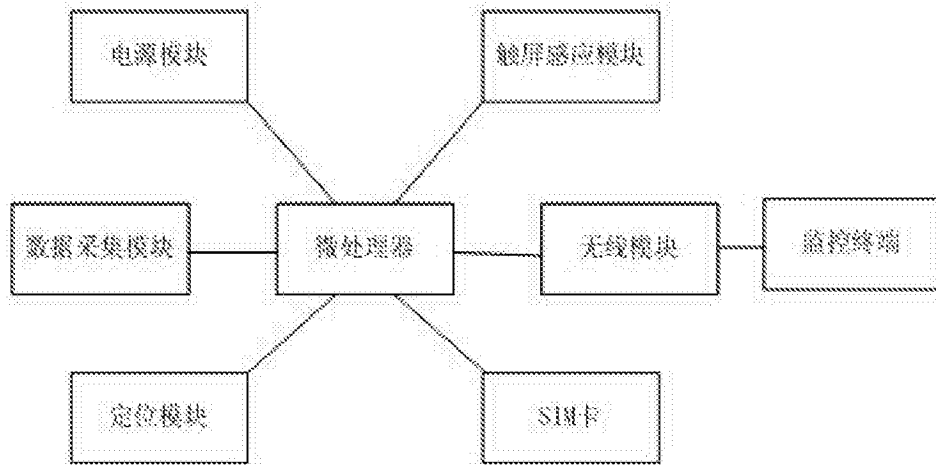 电源模块
触屏感应模块
数据采集模块
微处理器
无线模块
监控终端
定位模块
SIM卡